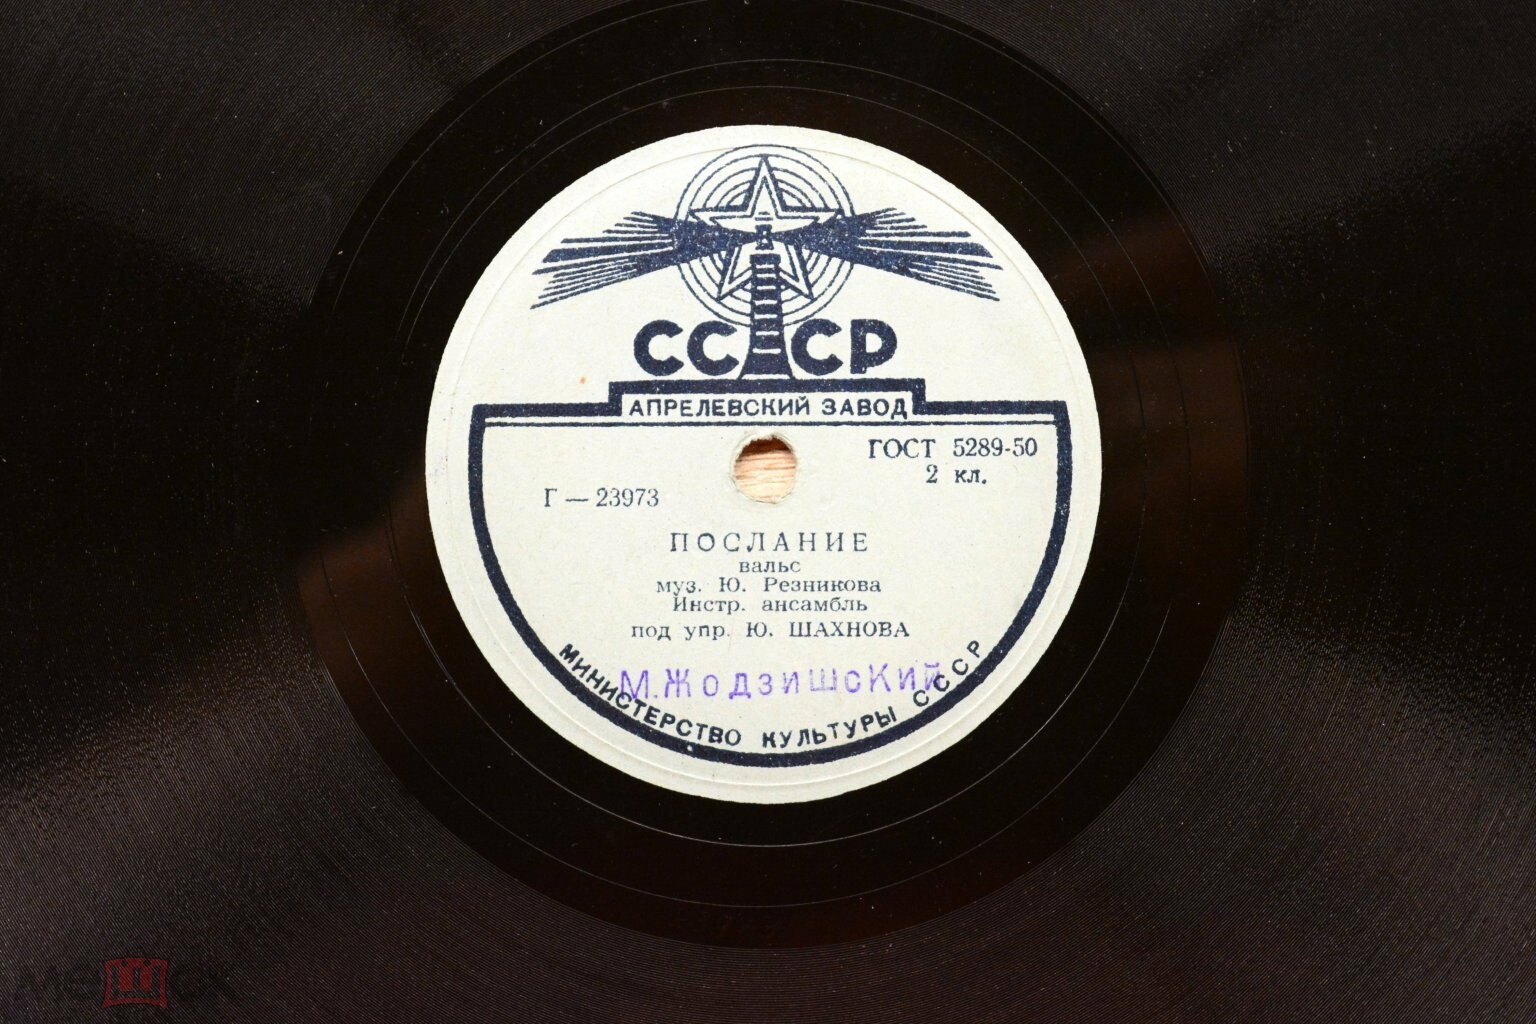 СССР
АПРЕЛЕВСКИЙ ЗАВОД
ГОСТ 5289-50
2 кл.
Г — 23973
ПОСЛАНИЕ
вальс
муз. Ю. Резникова
Инстр. ансамбль
под упр. Ю. ШАХНОВА
М.Жодзишский
МИНИСТЕРСТВО КУЛЬТУРЫ СССР
МЕШОК